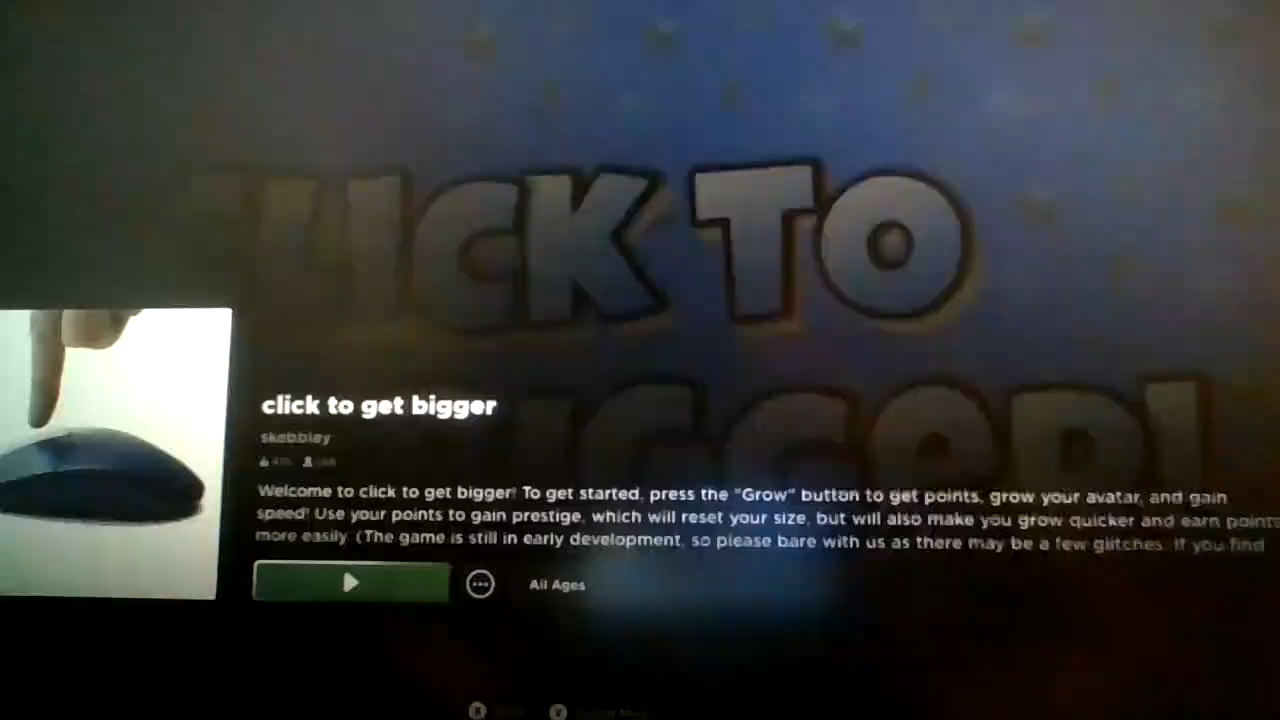 CLICK TO
BIGGER!
click to get bigger
skebbley
Welcome to click to get bigger! To get started, press the "Grow" button to get points, grow your avatar, and gain
speed! Use your points to gain prestige, which will reset your size, but will also make you grow quicker and earn points
more easily. (The game is still in early development, so please bare with us as there may be a few glitches. If you find
All Ages